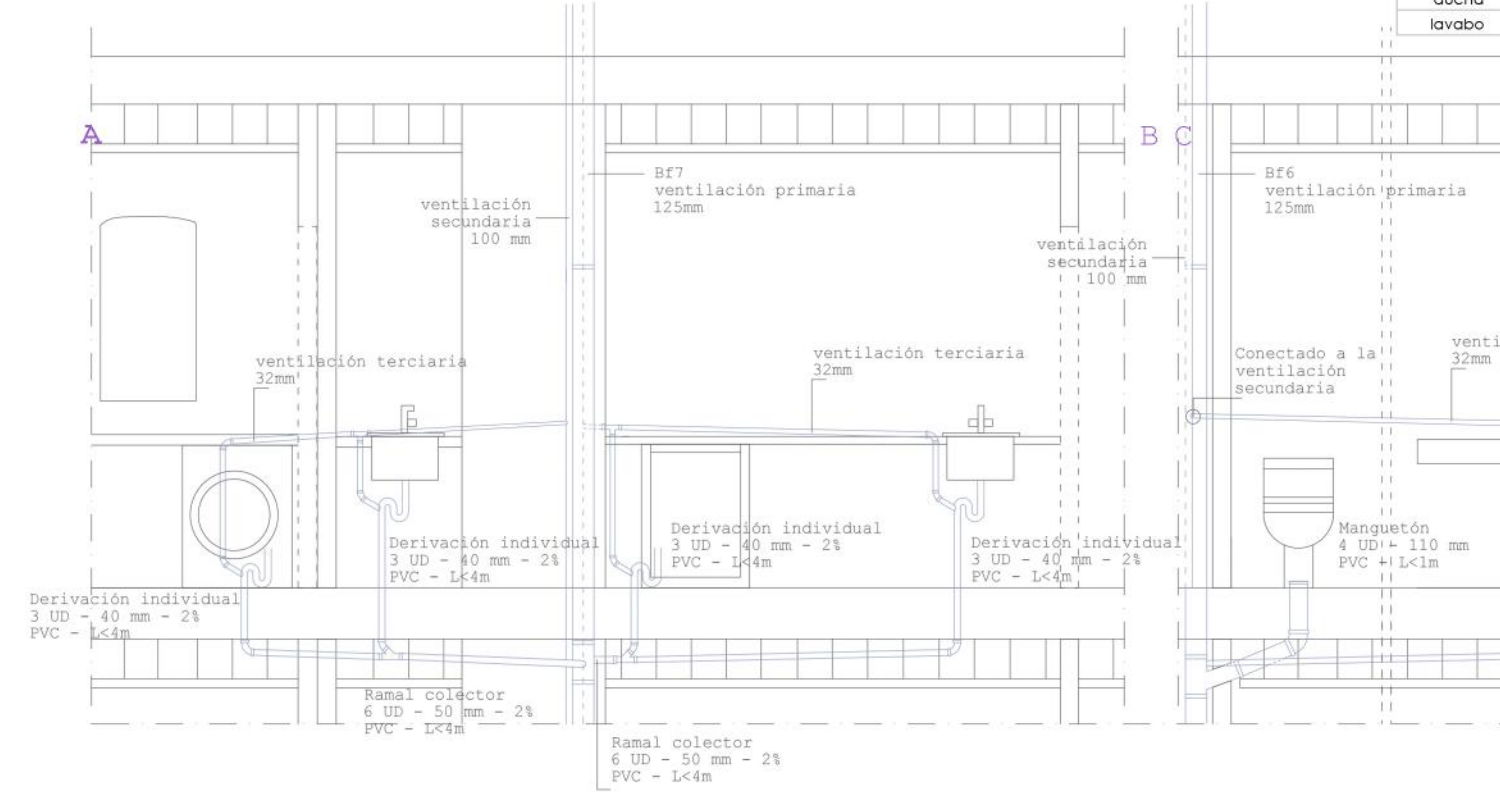 lavabo
A
B
C
Bf7
ventilación primaria
125mm
Bf6
ventilación primaria
125mm
ventilación
secundaria
100 mm
ventilación
secundaria
100 mm
ventilación terciaria
32mm
ventilación terciaria
32mm
Conectado a la
ventilación
secundaria
32mm
Derivación individual
3 UD - 40 mm - 2%
PVC - L<4m
Derivación individual
3 UD - 40 mm - 2%
PVC - L<4m
Derivación individual
3 UD - 40 mm - 2%
PVC - L<4m
Manguetón
4 UD - 110 mm
PVC - L<1m
Derivación individual
3 UD - 40 mm - 2%
PVC - L<4m
Ramal colector
6 UD - 50 mm - 2%
PVC - L<4m
Ramal colector
6 UD - 50 mm - 2%
PVC - L<4m